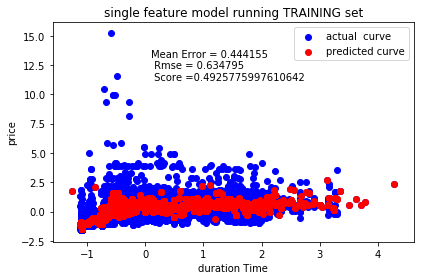 single feature model running TRAINING set
actual curve
predicted curve
Mean Error = 0.444155
Rmse = 0.634795
Score =0.4925775997610642
price
15.0
12.5
10.0
7.5
5.0
2.5
0.0
−2.5
−1 0 1 2 3 4
duration Time